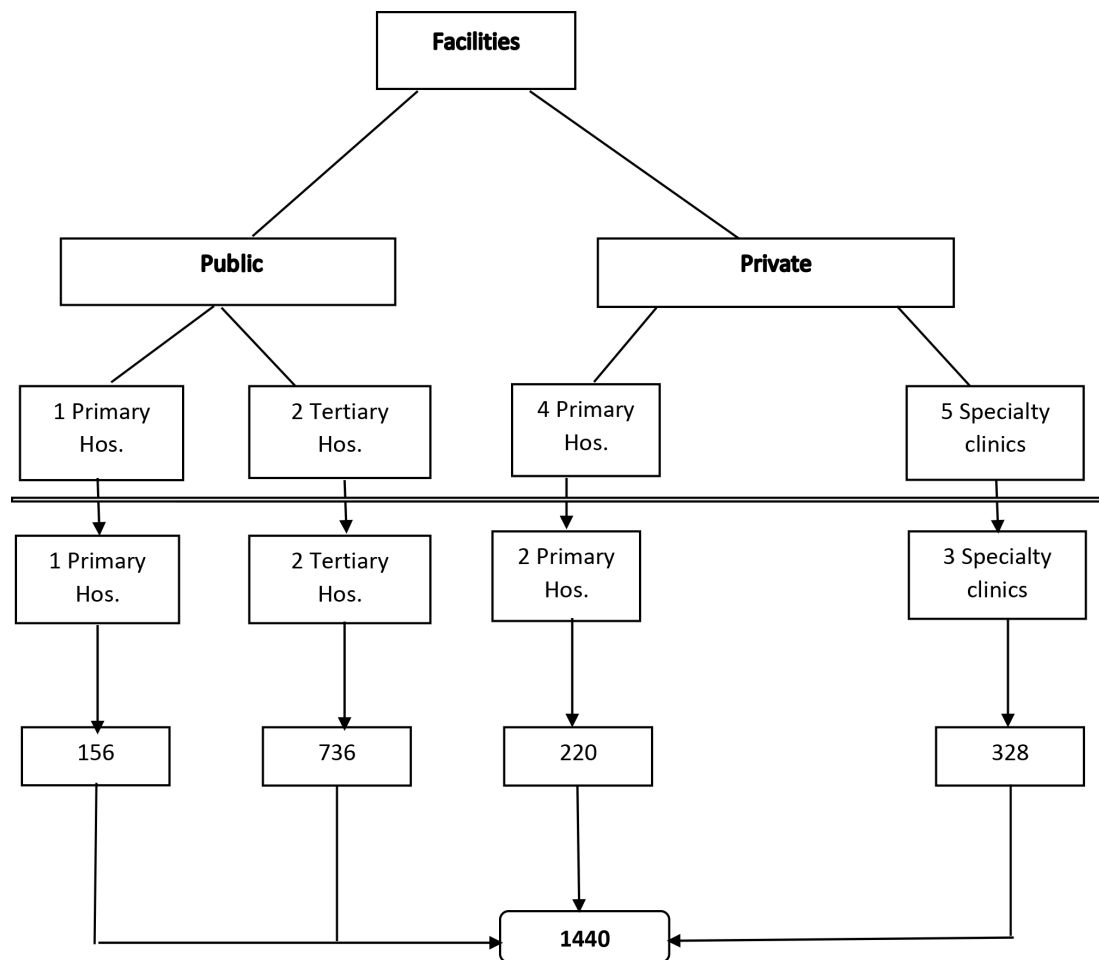 Facilities
Public
Private
1 Primary
Hos.
2 Tertiary
Hos.
4 Primary
Hos.
5 Specialty
clinics
1 Primary
Hos.
2 Tertiary
Hos.
2 Primary
Hos.
3 Specialty
clinics
156
736
220
328
1440